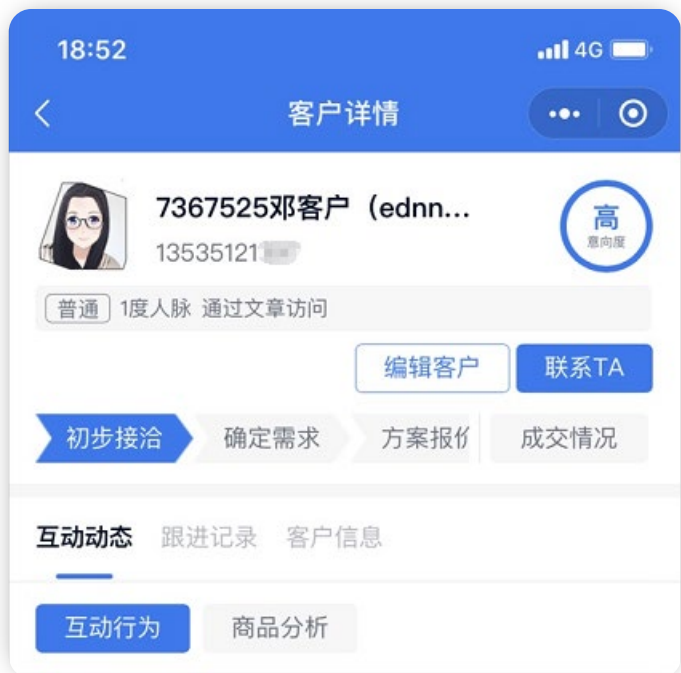 18:52
4G
客户详情
7367525邓客户（ednn...
13535121
高
意向度
普通 1度人脉 通过文章访问
编辑客户 联系TA
初步接洽 确定需求 方案报价 成交情况
互动动态 跟进记录 客户信息
互动行为 商品分析